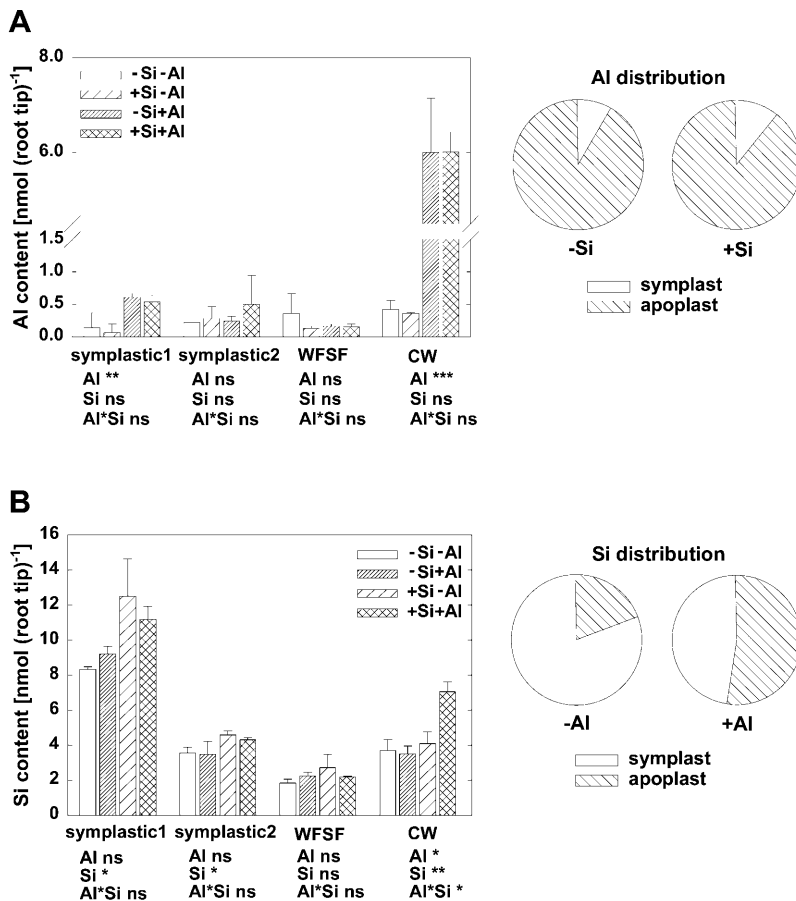 A
Al content [nmol (root tip)-1]
8.0
6.0
1.5
1.0
0.5
0.0
-Si-Al
+Si-Al
-Si+Al
+Si+Al
symplastic1 symplastic2 WFSF CW
Al ** Al ns Al ns Al ***
Si ns Si ns Si ns Si ns
Al*Si ns Al*Si ns Al*Si ns Al*Si ns
Al distribution
-Si +Si
symplast
apoplast
B
Si content [nmol (root tip)-1]
16
14
12
10
8
6
4
2
0
-Si-Al
-Si+Al
+Si-Al
+Si+Al
symplastic1 symplastic2 WFSF CW
Al ns Al ns Al ns Al *
Si * Si * Si ns Si **
Al*Si ns Al*Si ns Al*Si ns Al*Si *
Si distribution
-Al +Al
symplast
apoplast